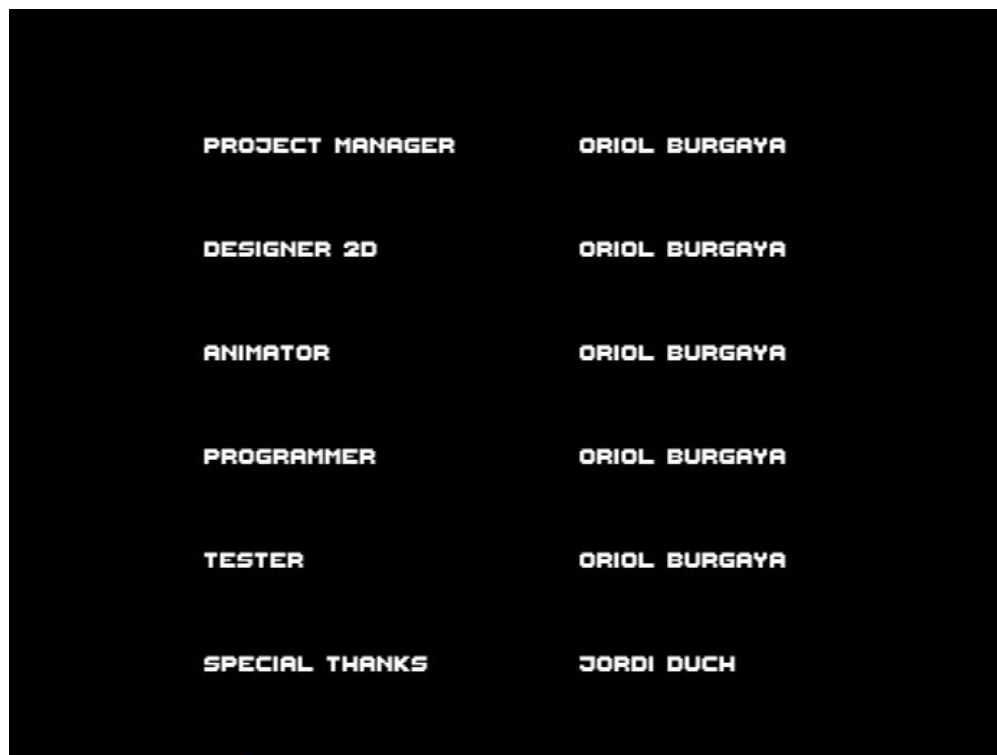 PROJECT MANAGER ORIOL BURGAYA
DESIGNER 2D ORIOL BURGAYA
ANIMATOR ORIOL BURGAYA
PROGRAMMER ORIOL BURGAYA
TESTER ORIOL BURGAYA
SPECIAL THANKS JORDI DUCH